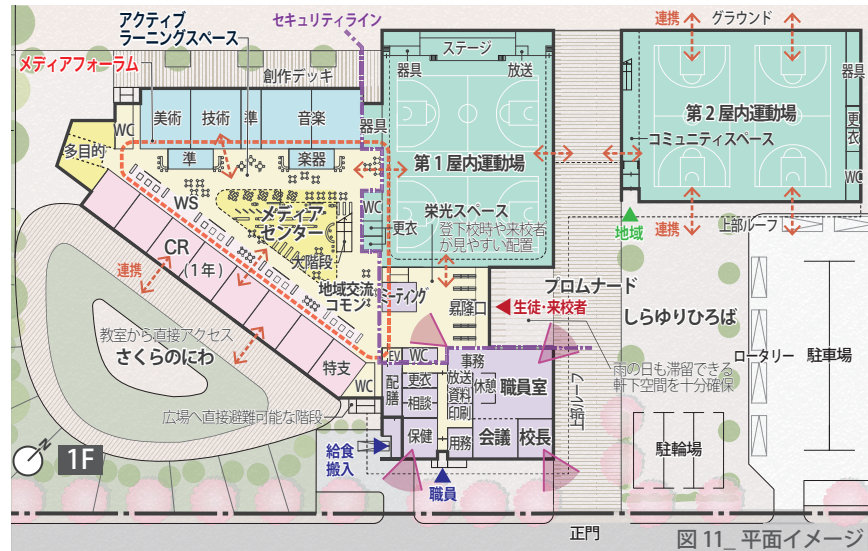 アクティブ
ラーニングスペース
セキュリティライン
メディアフォーラム
創作デッキ
ステージ
器具
放送
連携
グラウンド
連携
器具
WC
美術
技術
準
音楽
器具
第1屋内運動場
第2屋内運動場
コミュニティスペース
更衣
WC
多目的
準
楽器
WS
メディア
センター
大階段
WC
更衣
栄光スペース
登下校時や来校者
が見やすい配置
地域
連携
連携
上部ルーフ
CR
(1年)
連携
地域交流
コモン
ミーティング
昇降口
生徒・来校者
プロムナード
しらゆりひろば
教室から直接アクセス
さくらのにわ
特支
WC
EV
WC
事務
配膳
更衣
放送
資料
印刷
休憩
職員室
相談
保健
用務
会議
校長
雨の日も滞留できる
軒下空間を十分確保
ロータリー
駐車場
上部ルーフ
駐輪場
広場へ直接避難可能な階段
給食
搬入
職員
N
1F
正門
図11_平面イメージ